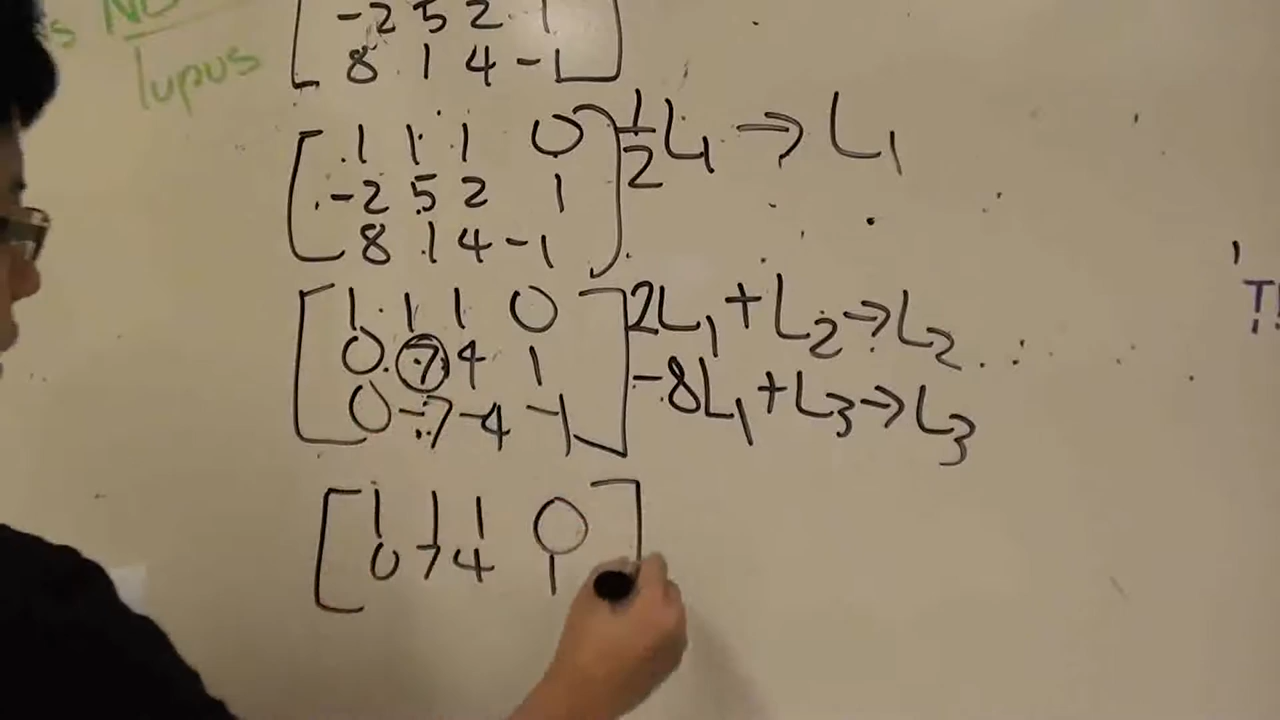 NO
lupus
-2 5 2 1
8 1 4 -1
1 1 1 0 1/2 L1 → L1
-2 5 2 1
8 1 4 -1
1 1 1 0 2L1 + L2 → L2
0 7 4 1 -8L1 + L3 → L3
0 -7 -4 -1
1 1 1 0
0 7 4 1